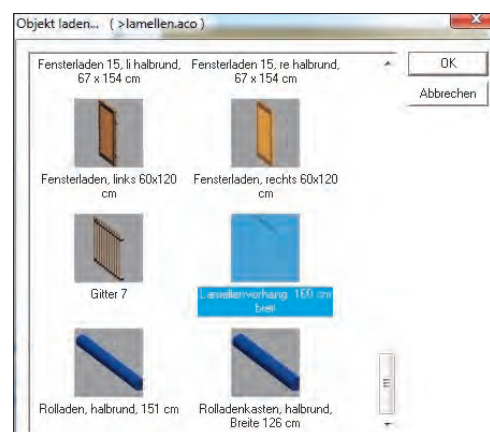 Objekt laden... ( >lamellen.aco )
OK
Abbrechen
Fensterladen 15, li halbrund,
67 x 154 cm
Fensterladen 15, re halbrund,
67 x 154 cm
Fensterladen, links 60x120
cm
Fensterladen, rechts 60x120
cm
Gitter 7
Lamellenvorhang 160 cm
breit
Rolladen, halbrund, 151 cm
Rolladenkasten, halbrund,
Breite 126 cm